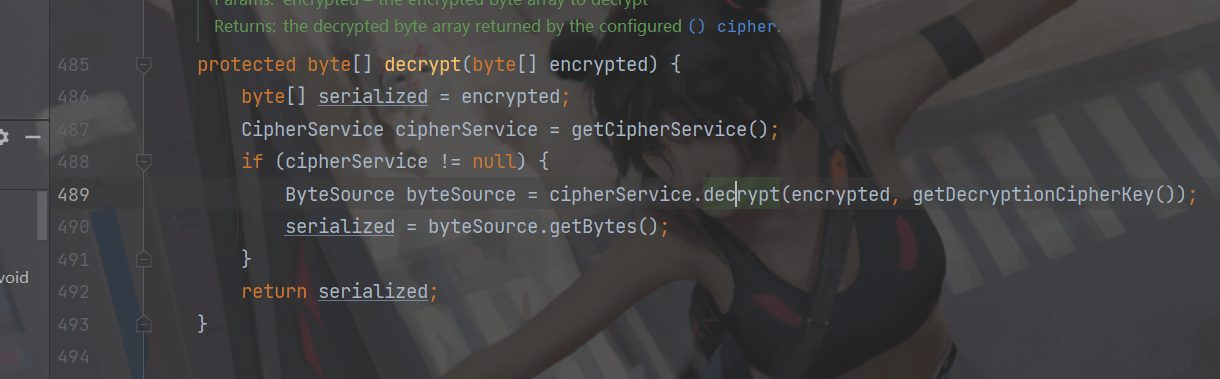 Params: encrypted – the encrypted byte array to decrypt
Returns: the decrypted byte array returned by the configured () cipher.
485 protected byte[] decrypt(byte[] encrypted) {
486 byte[] serialized = encrypted;
487 CipherService cipherService = getCipherService();
488 if (cipherService != null) {
489 ByteSource byteSource = cipherService.decrypt(encrypted, getDecryptionCipherKey());
490 serialized = byteSource.getBytes();
491 }
void
492 return serialized;
493 }
494